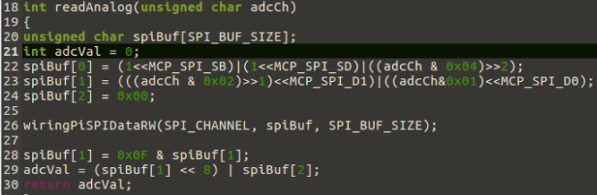 18 int readAnalog(unsigned char adcCh)
19 {
20 unsigned char spiBuf[SPI_BUF_SIZE];
21 int adcVal = 0;
22 spiBuf[0] = (1<<MCP_SPI_SB)|(1<<MCP_SPI_SD)|((adcCh & 0x04)>>2);
23 spiBuf[1] = (((adcCh & 0x02)>>1)<<MCP_SPI_D1)|((adcCh&0x01)<<MCP_SPI_D0);
24 spiBuf[2] = 0x00;
25
26 wiringPiSPIDataRW(SPI_CHANNEL, spiBuf, SPI_BUF_SIZE);
27
28 spiBuf[1] = 0x0F & spiBuf[1];
29 adcVal = (spiBuf[1] << 8) | spiBuf[2];
30 return adcVal;